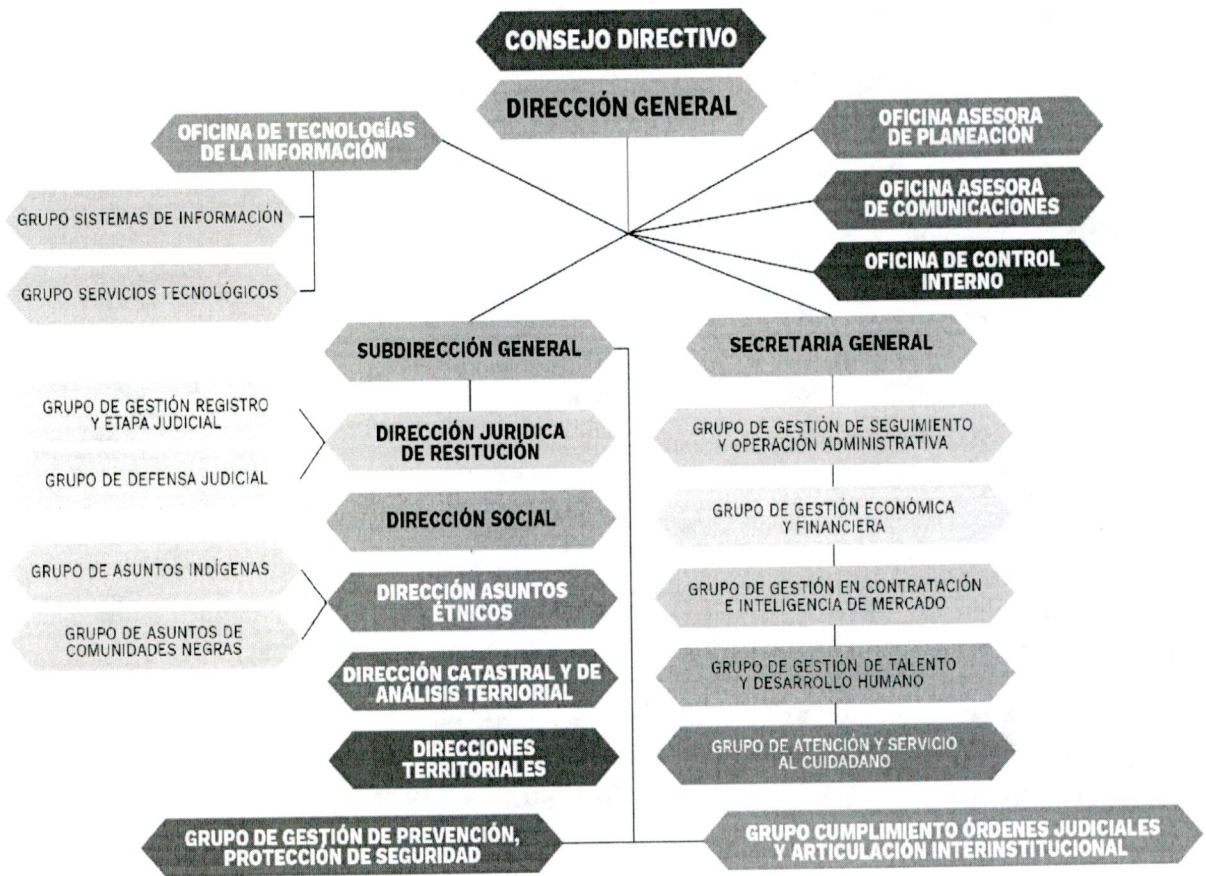 CONSEJO DIRECTIVO
DIRECCIÓN GENERAL
OFICINA DE TECNOLOGÍAS
DE LA INFORMACIÓN
GRUPO SISTEMAS DE INFORMACIÓN
GRUPO SERVICIOS TECNOLÓGICOS
OFICINA ASESORA
DE PLANEACIÓN
OFICINA ASESORA
DE COMUNICACIONES
OFICINA DE CONTROL
INTERNO
SUBDIRECCIÓN GENERAL
SECRETARIA GENERAL
GRUPO DE GESTIÓN REGISTRO
Y ETAPA JUDICIAL
GRUPO DE DEFENSA JUDICIAL
DIRECCIÓN JURÍDICA
DE RESITUCIÓN
DIRECCIÓN SOCIAL
GRUPO DE ASUNTOS INDÍGENAS
GRUPO DE ASUNTOS DE
COMUNIDADES NEGRAS
DIRECCIÓN ASUNTOS
ÉTNICOS
DIRECCIÓN CATASTRAL Y DE
ANÁLISIS TERRIORIAL
DIRECCIONES
TERRITORIALES
GRUPO DE GESTIÓN DE SEGUIMIENTO
Y OPERACIÓN ADMINISTRATIVA
GRUPO DE GESTIÓN ECONÓMICA
Y FINANCIERA
GRUPO DE GESTIÓN EN CONTRATACIÓN
E INTELIGENCIA DE MERCADO
GRUPO DE GESTIÓN DE TALENTO
Y DESARROLLO HUMANO
GRUPO DE ATENCIÓN Y SERVICIO
AL CUIDADANO
GRUPO DE GESTIÓN DE PREVENCIÓN,
PROTECCIÓN DE SEGURIDAD
GRUPO CUMPLIMIENTO ÓRDENES JUDICIALES
Y ARTICULACIÓN INTERINSTITUCIONAL